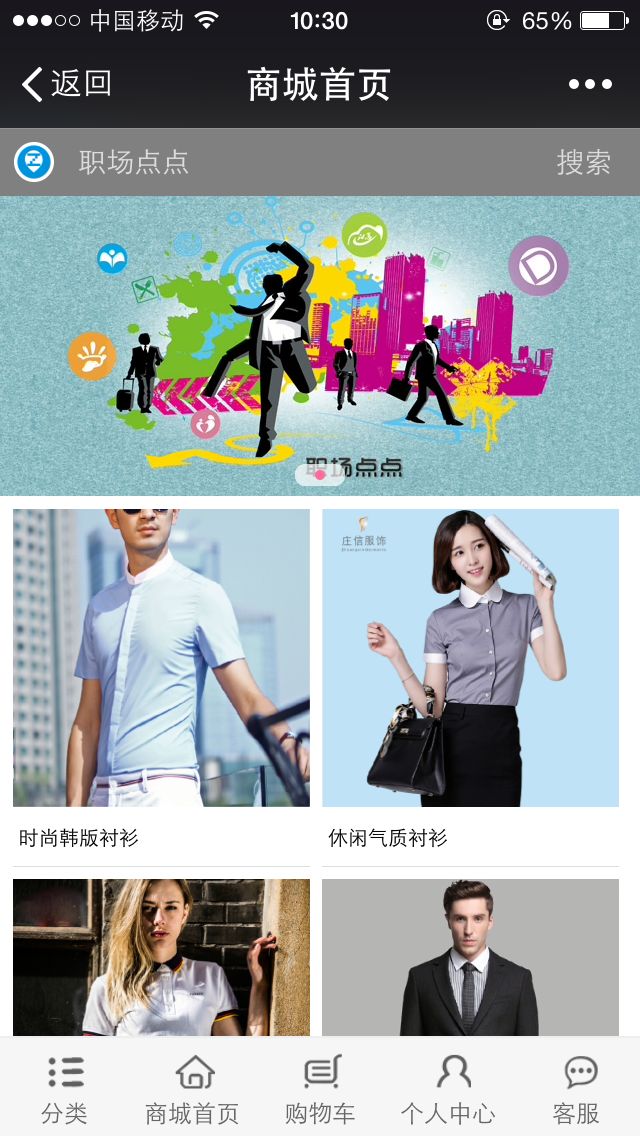 中国移动
10:30
65%
返回
商城首页
职场点点
搜索
职场点点
庄信服饰
时尚韩版衬衫
休闲气质衬衫
分类
商城首页
购物车
个人中心
客服